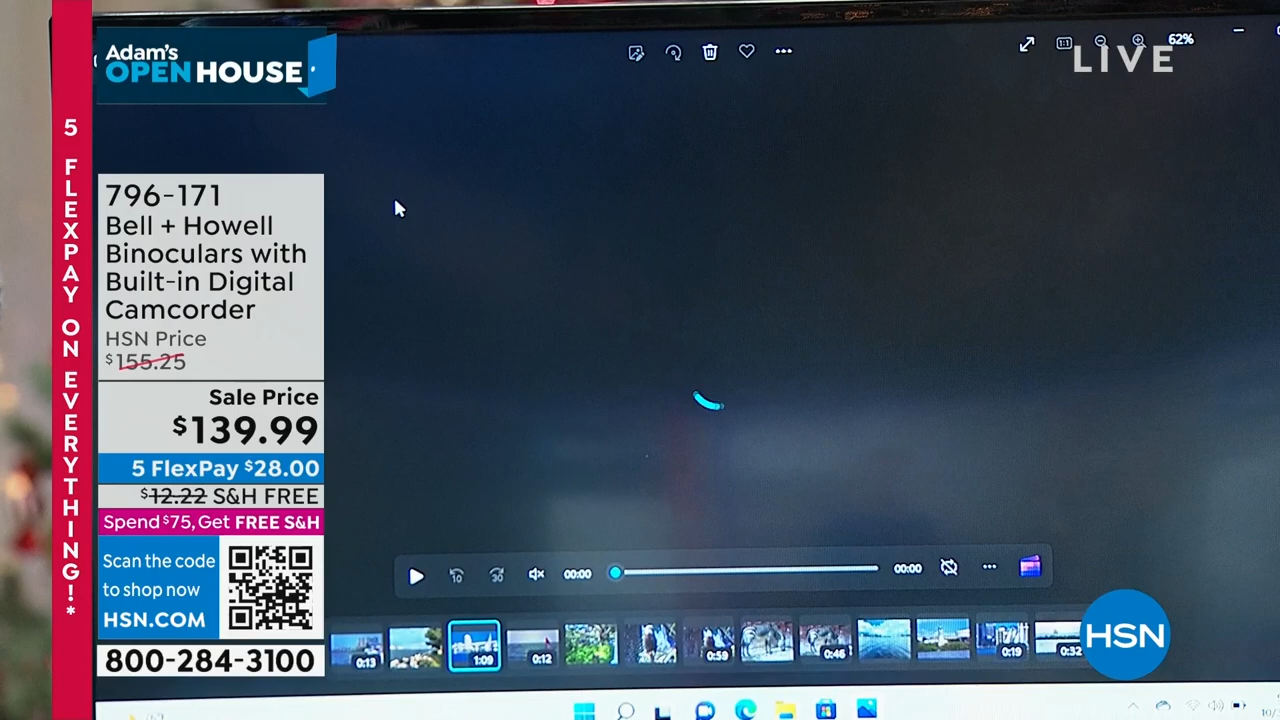 Adam's
OPEN HOUSE
62%
LIVE
5 FLEXPAY ON EVERYTHING!*
796-171
Bell + Howell
Binoculars with
Built-in Digital
Camcorder
HSN Price
$155.25
Sale Price
$139.99
5 FlexPay $28.00
$12.22 S&H FREE
Spend $75, Get FREE S&H
Scan the code
to shop now
HSN.COM
800-284-3100
10
30
00:00
00:00
0:13
1:09
0:12
0:59
0:46
0:19
0:32
HSN